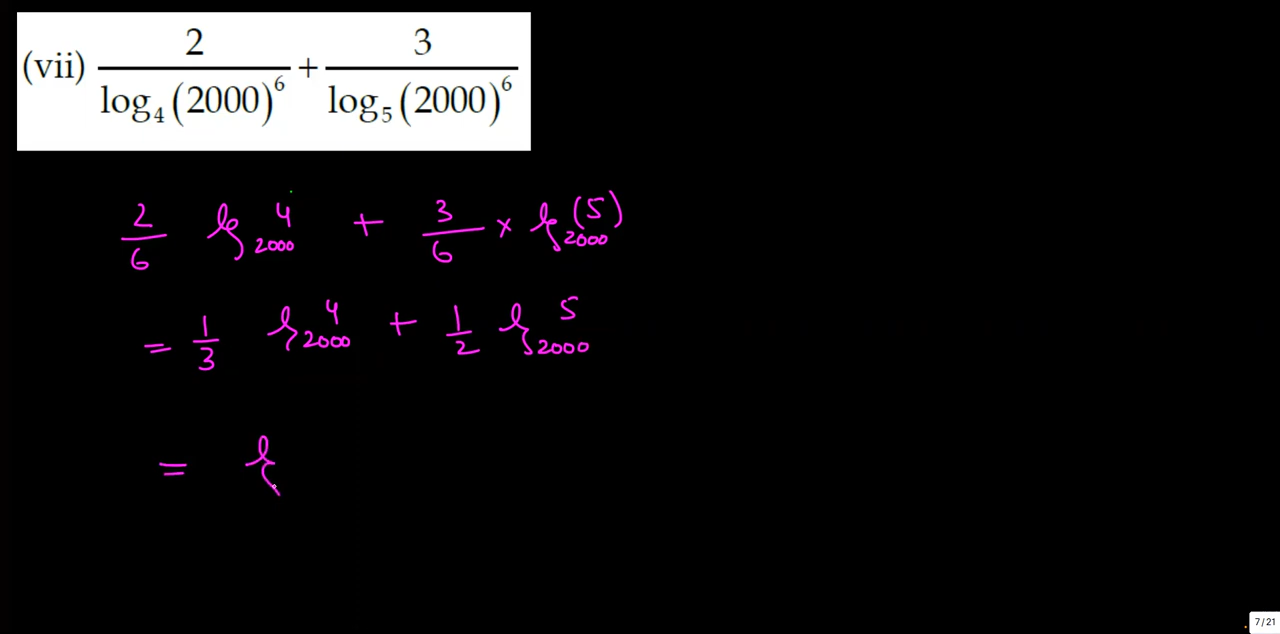 (vii) 2/log₄(2000)⁶ + 3/log₅(2000)⁶
2/6 log₂₀₀₀ 4 + 3/6 × log₂₀₀₀ (5)
= 1/3 log₂₀₀₀ 4 + 1/2 log₂₀₀₀ 5
= l
7/21